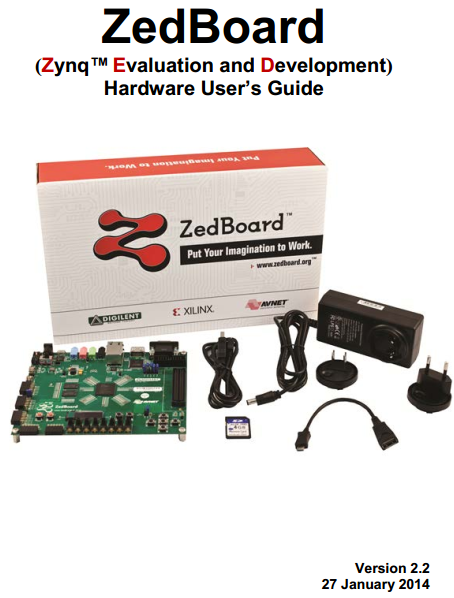 ZedBoard
(Zynq™ Evaluation and Development)
Hardware User's Guide
Put Your Imagination to Work.
ZedBoard™
Put Your Imagination to Work.
www.zedboard.org™
DIGILENT
XILINX
AVNET
ZedBoard
AVNET
Version 2.2
27 January 2014